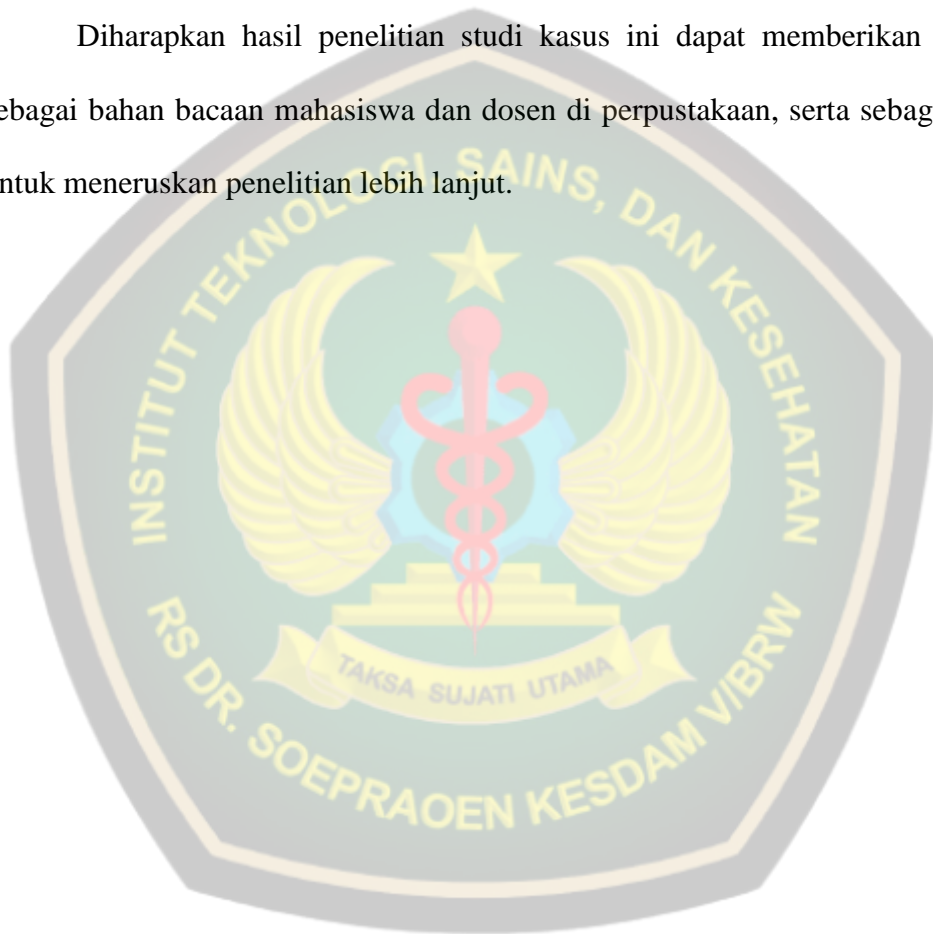 Diharapkan hasil penelitian studi kasus ini dapat memberikan
ebagai bahan bacaan mahasiswa dan dosen di perpustakaan, serta sebag
ntuk meneruskan penelitian lebih lanjut.
INSTITUT TEKNOLOGI, SAINS, DAN KESEHATAN
TAKSA SUJATI UTAMA
RS DR. SOEPRAOEN KESDAM V/BRW